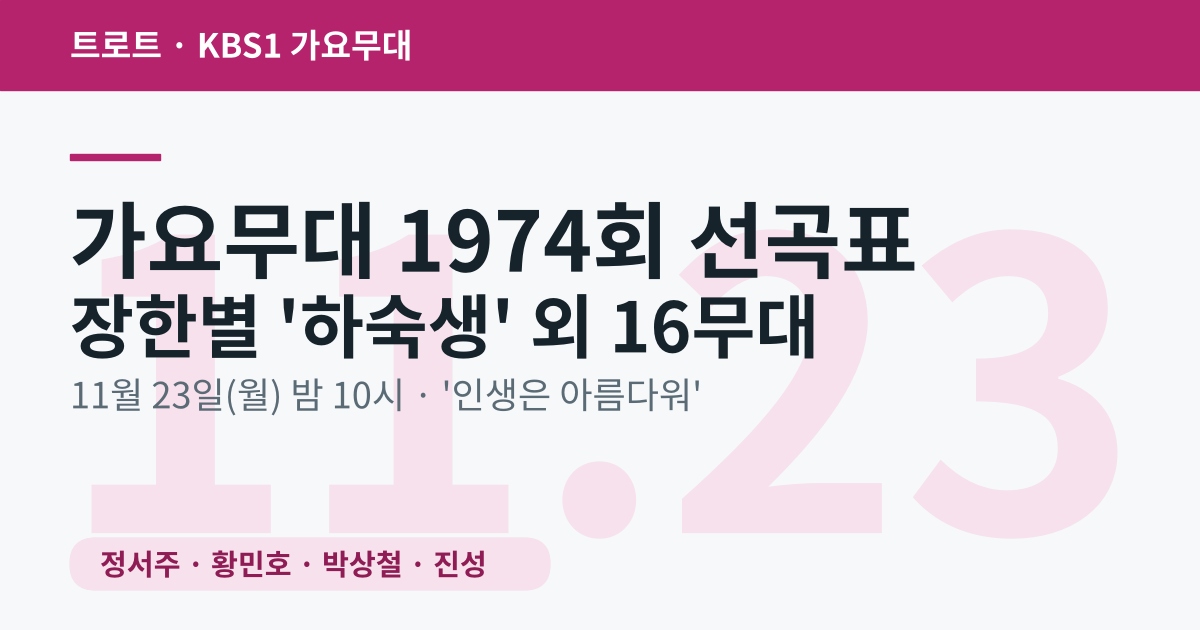 트로트 · KBS1 가요무대
가요무대 1974회 선곡표
장한별 '하숙생' 외 16무대
11월 23일(월) 밤 10시 · '인생은 아름다워'
11.23
정서주 · 황민호 · 박상철 · 진성